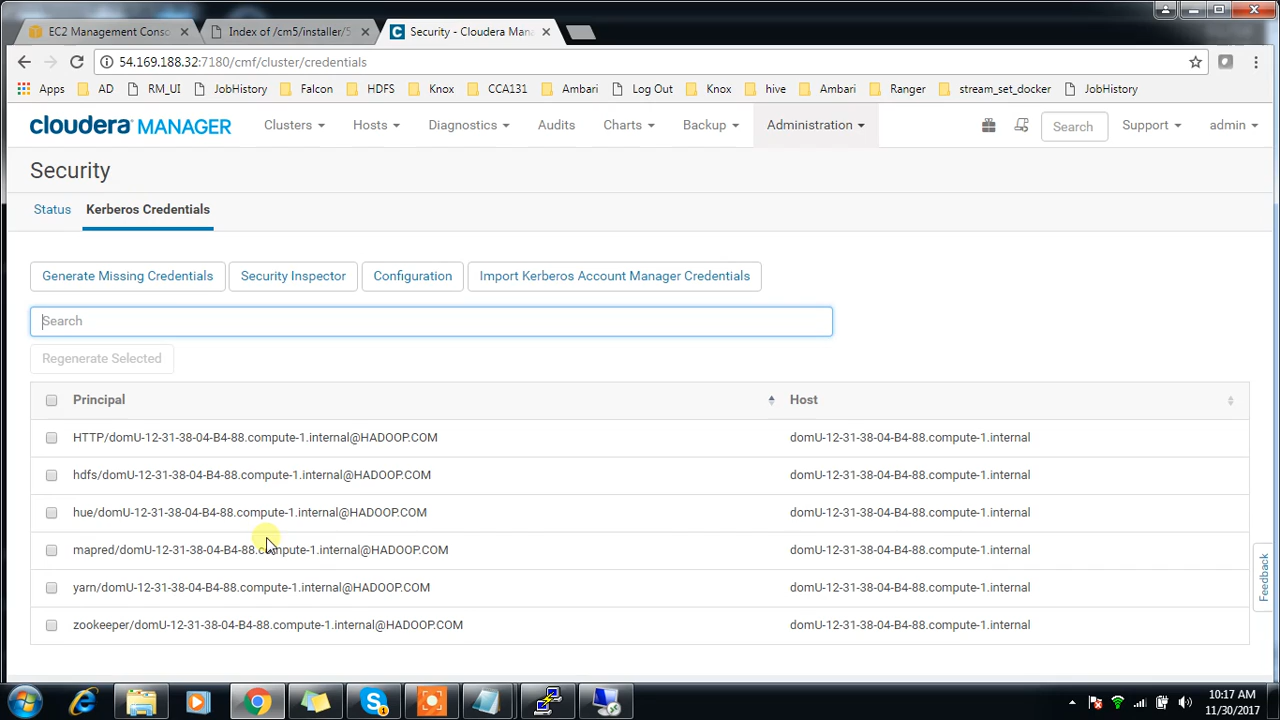 EC2 Management Conso
Index of /cm5/installer/5
Security - Cloudera Mana
54.169.188.32:7180/cmf/cluster/credentials
Apps AD RM_UI JobHistory Falcon HDFS Knox CCA131 Ambari Log Out Knox hive Ambari Ranger stream_set_docker JobHistory
cloudera MANAGER Clusters Hosts Diagnostics Audits Charts Backup Administration Search Support admin
Security
Status Kerberos Credentials
Generate Missing Credentials Security Inspector Configuration Import Kerberos Account Manager Credentials
Search
Regenerate Selected
Principal Host
HTTP/domU-12-31-38-04-B4-88.compute-1.internal@HADOOP.COM domU-12-31-38-04-B4-88.compute-1.internal
hdfs/domU-12-31-38-04-B4-88.compute-1.internal@HADOOP.COM domU-12-31-38-04-B4-88.compute-1.internal
hue/domU-12-31-38-04-B4-88.compute-1.internal@HADOOP.COM domU-12-31-38-04-B4-88.compute-1.internal
mapred/domU-12-31-38-04-B4-88.compute-1.internal@HADOOP.COM domU-12-31-38-04-B4-88.compute-1.internal
yarn/domU-12-31-38-04-B4-88.compute-1.internal@HADOOP.COM domU-12-31-38-04-B4-88.compute-1.internal
zookeeper/domU-12-31-38-04-B4-88.compute-1.internal@HADOOP.COM domU-12-31-38-04-B4-88.compute-1.internal
Feedback
10:17 AM
11/30/2017